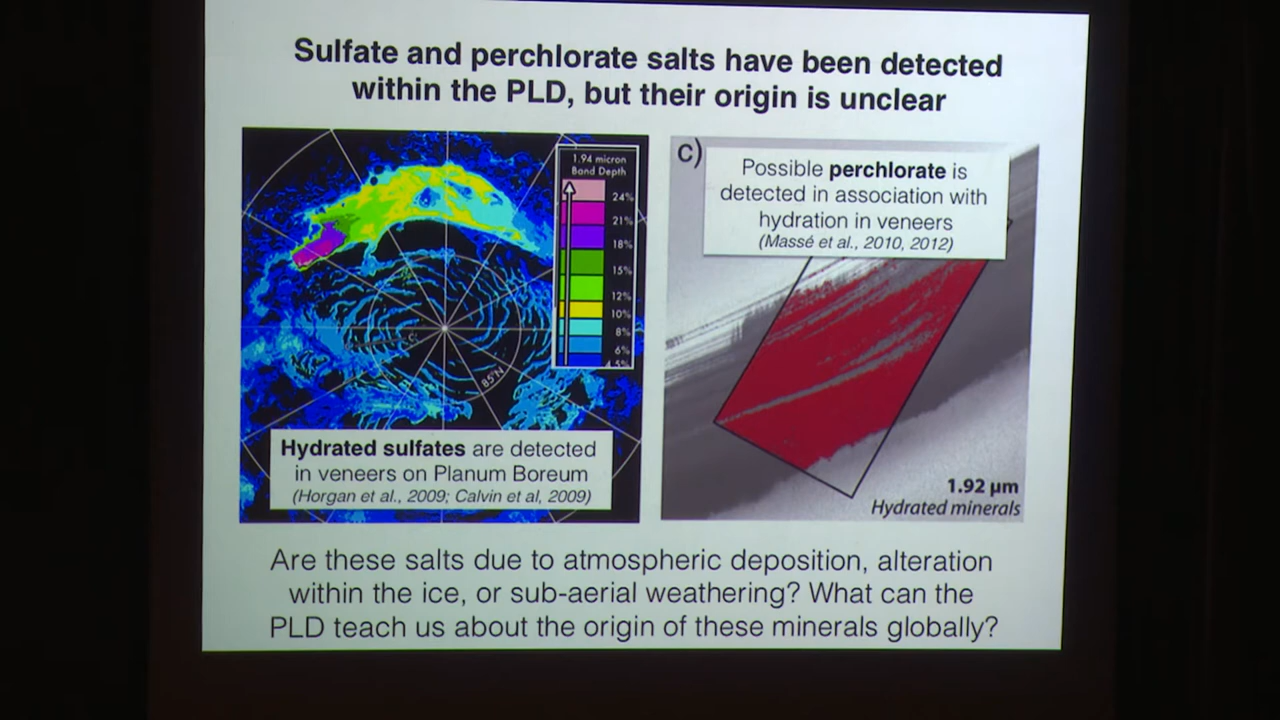 Sulfate and perchlorate salts have been detected
within the PLD, but their origin is unclear
1.94 micron
Band Depth
24%
21%
18%
15%
12%
10%
8%
6%
4.5%
85°N
Hydrated sulfates are detected
in veneers on Planum Boreum
(Horgan et al., 2009; Calvin et al, 2009)
c)
Possible perchlorate is
detected in association with
hydration in veneers
(Massé et al., 2010, 2012)
1.92 µm
Hydrated minerals
Are these salts due to atmospheric deposition, alteration
within the ice, or sub-aerial weathering? What can the
PLD teach us about the origin of these minerals globally?